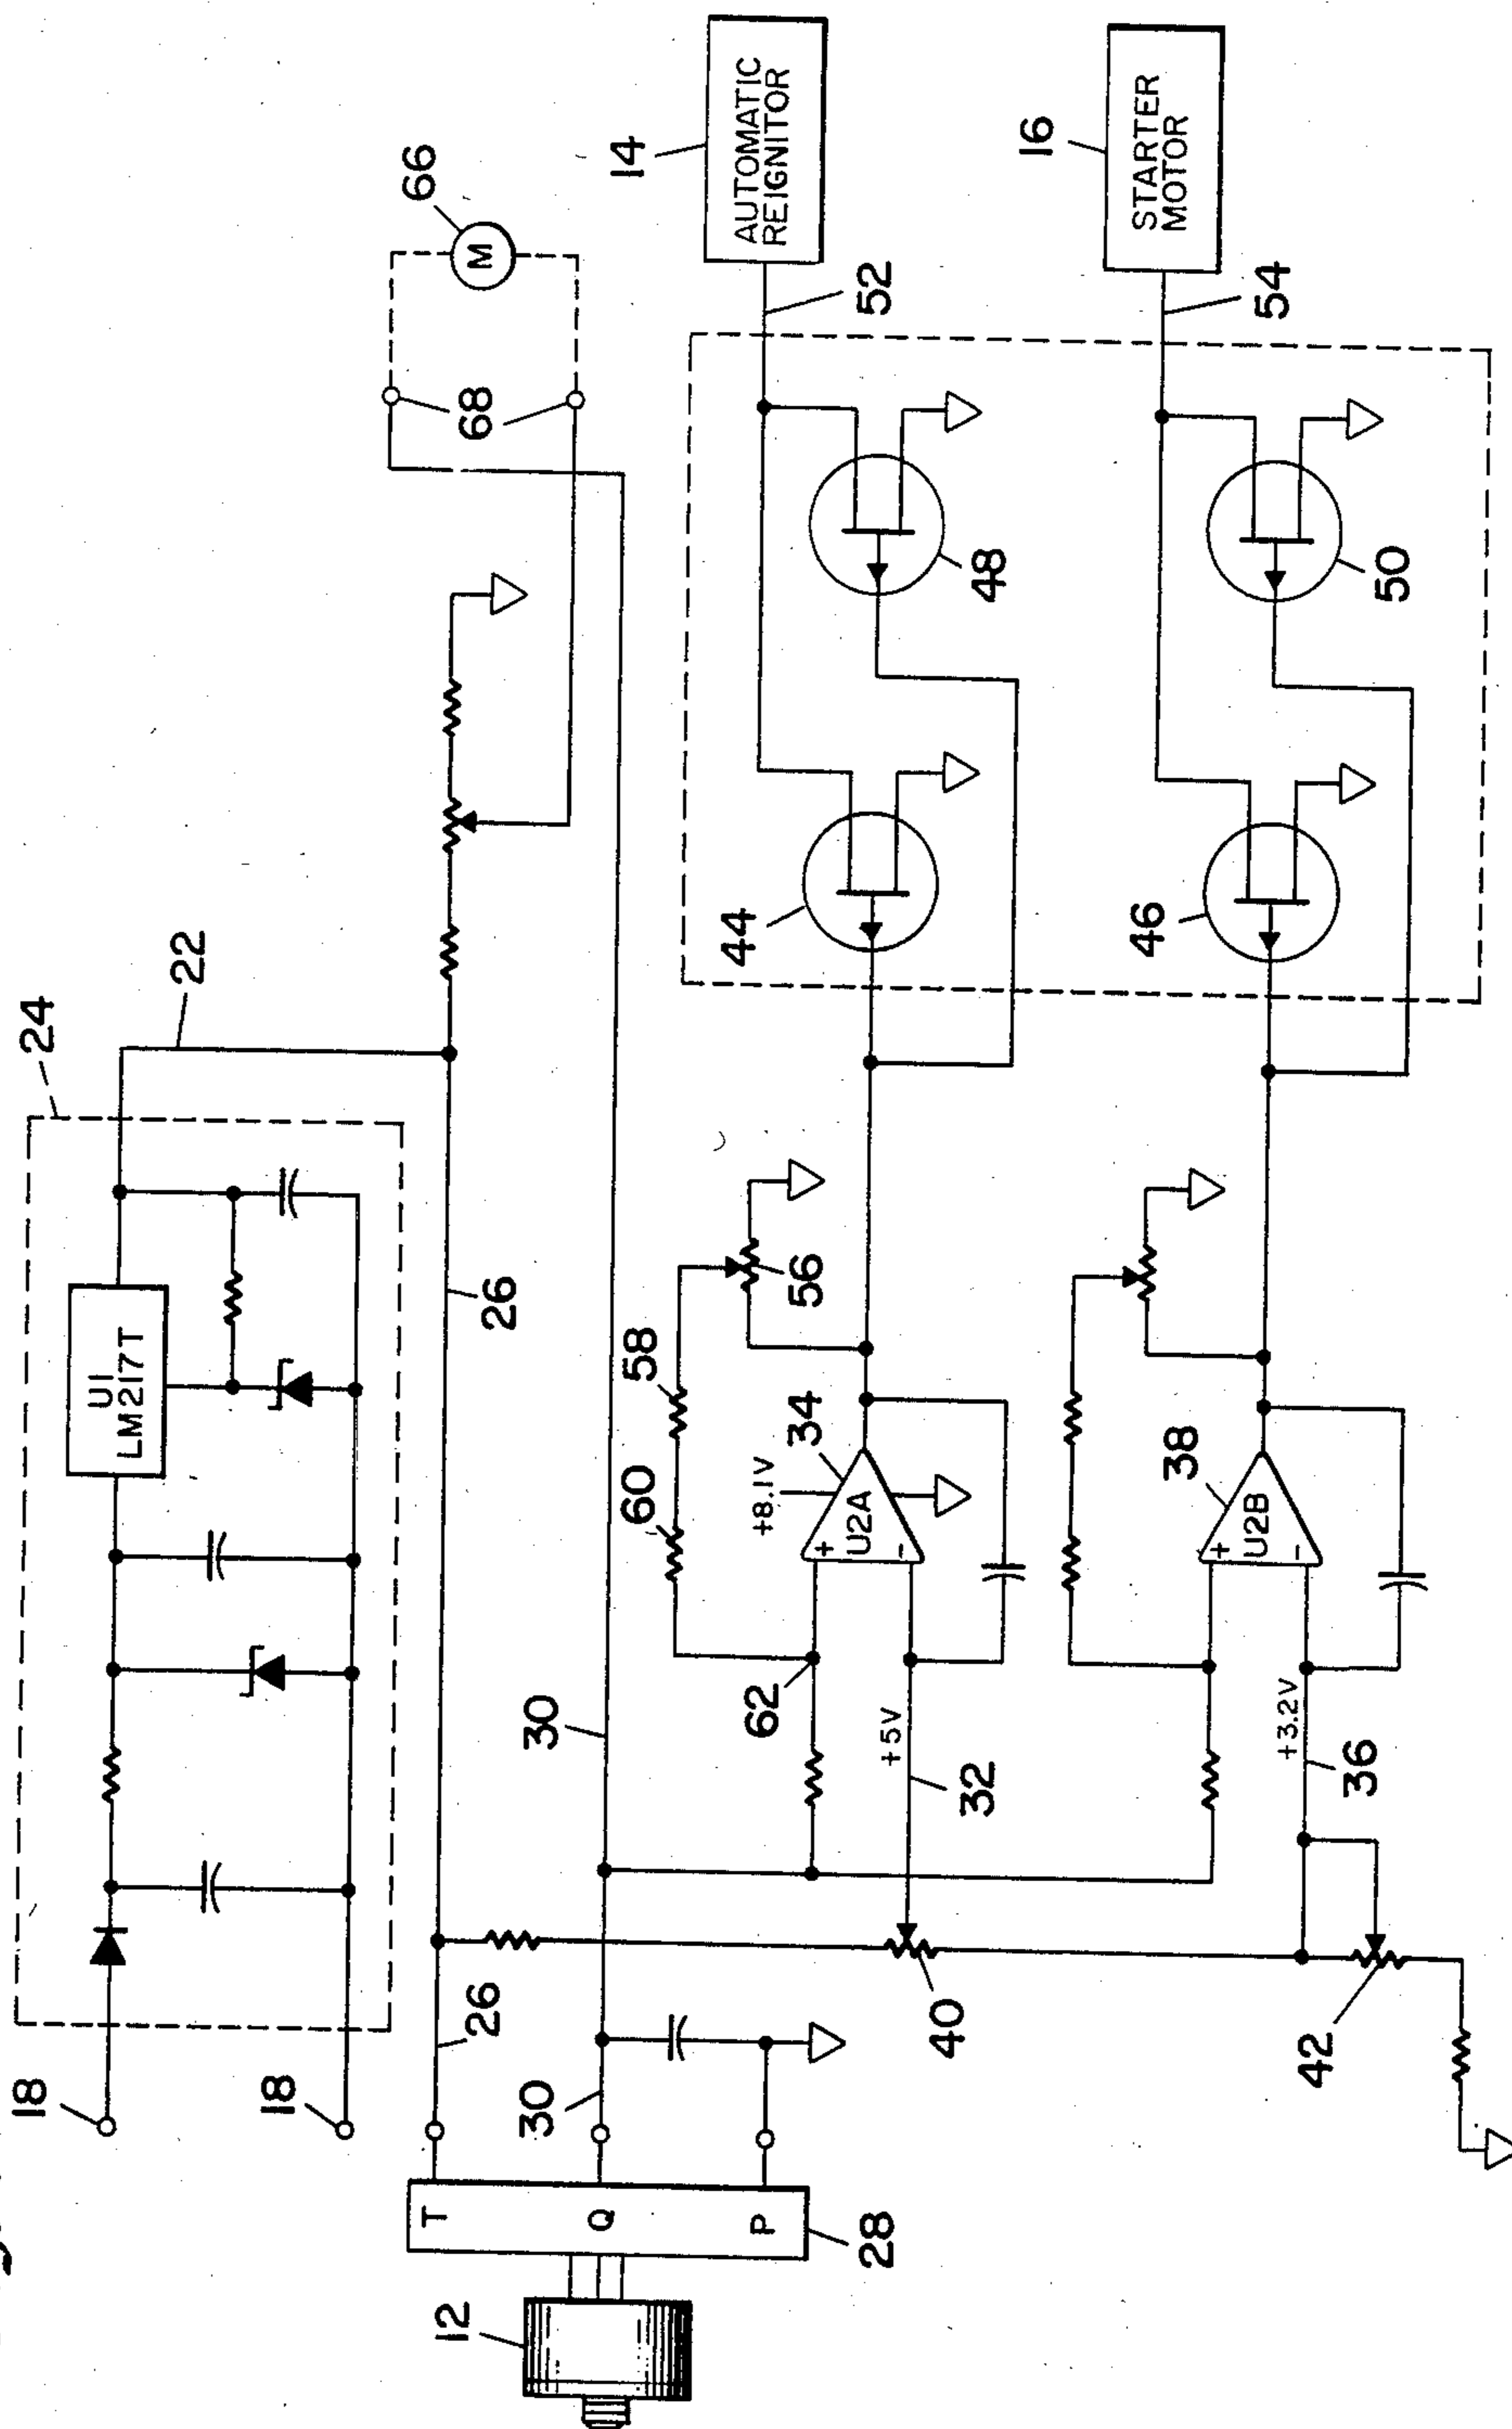 18
24
U1
LM217T
22
18
66
M
68
26
26
T
12
30
30
Q
14
60
58
AUTOMATIC
REIGNITOR
62
44
+8.1V
P
56
34
U2A
+
-
52
28
+5V
40
32
48
16
STARTER
MOTOR
46
38
U2B
+
-
54
+3.2V
42
36
50